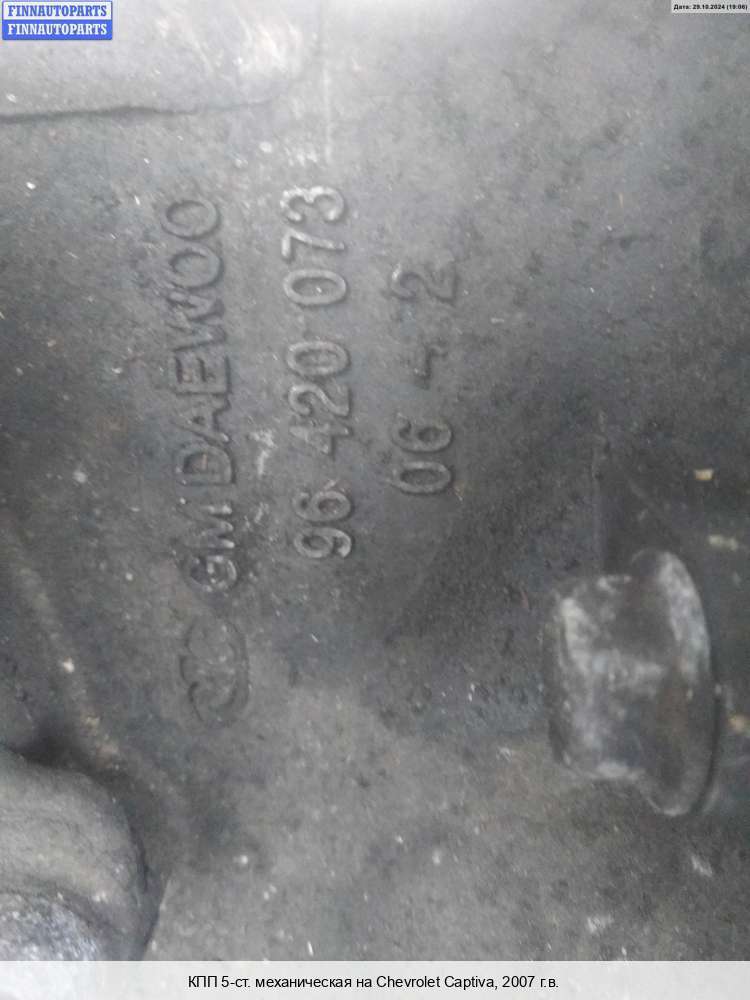 FINNAUTOPARTS
FINNAUTOPARTS
Дата: 29.10.2024 (19:06)
GM DAEWOO
96 420 073
06 4 2
КПП 5-ст. механическая на Chevrolet Captiva, 2007 г.в.